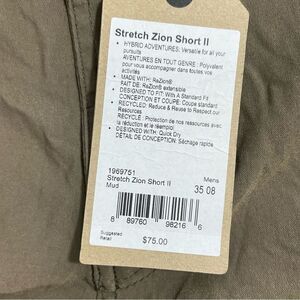 Stretch Zion Short II
• HYBRID ADVENTURES: Versatile for all your
pursuits
AVENTURES EN TOUT GENRE : Polyvalent
pour vous accompagner dans toutes vos
activités
• MADE WITH: ReZion®
FAIT DE: ReZion® extensible
• DESIGNED TO FIT: With A Standard Fit
CONCEPTION ET COUPE: Coupe standard
• RECYCLED: Reduce & Reuse to Respect our
Resources
RECYCLÉ : Protection de nos ressources avec
la réduction et le réemploi
• DESIGNED WITH: Quick Dry
DÉTAIL DE CONCEPTION: Séchage rapide
1969751
Stretch Zion Short II
Mud
Mens
35 08
8 89760 98216 6
Suggested
Retail
$75.00